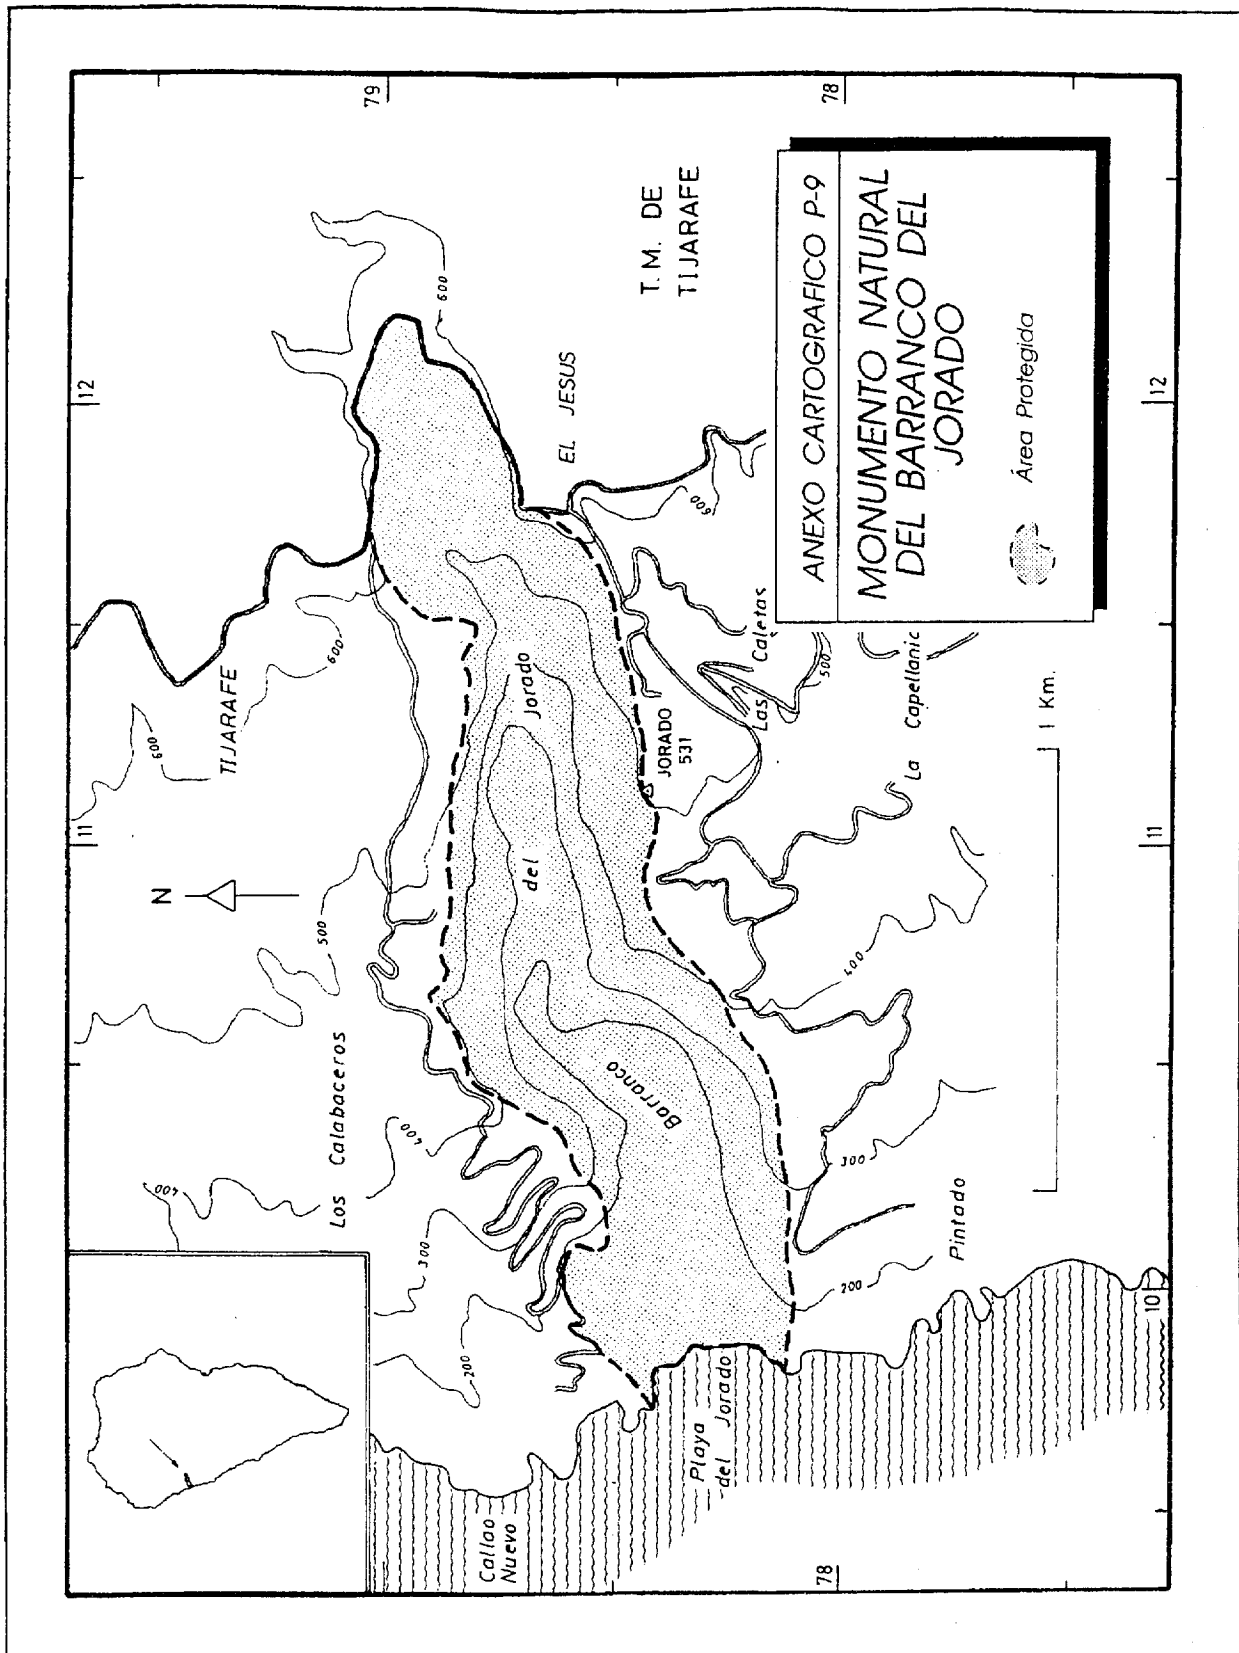 ANEXO CARTOGRAFICO P-9
MONUMENTO NATURAL
DEL BARRANCO DEL
JORADO
Área Protegida
T.M. DE
TIJARAFE
EL JESUS
TIJARAFE
Los Calabaceros
N
Barranco
del
Jorado
JORADO
531
Las Caletas
La Capellanic
Pintado
Playa
del Jorado
Callao
Nuevo
1 Km.
79
78
78
12
12
11
11
10
600
600
600
600
600
500
500
400
400
400
300
300
200
200